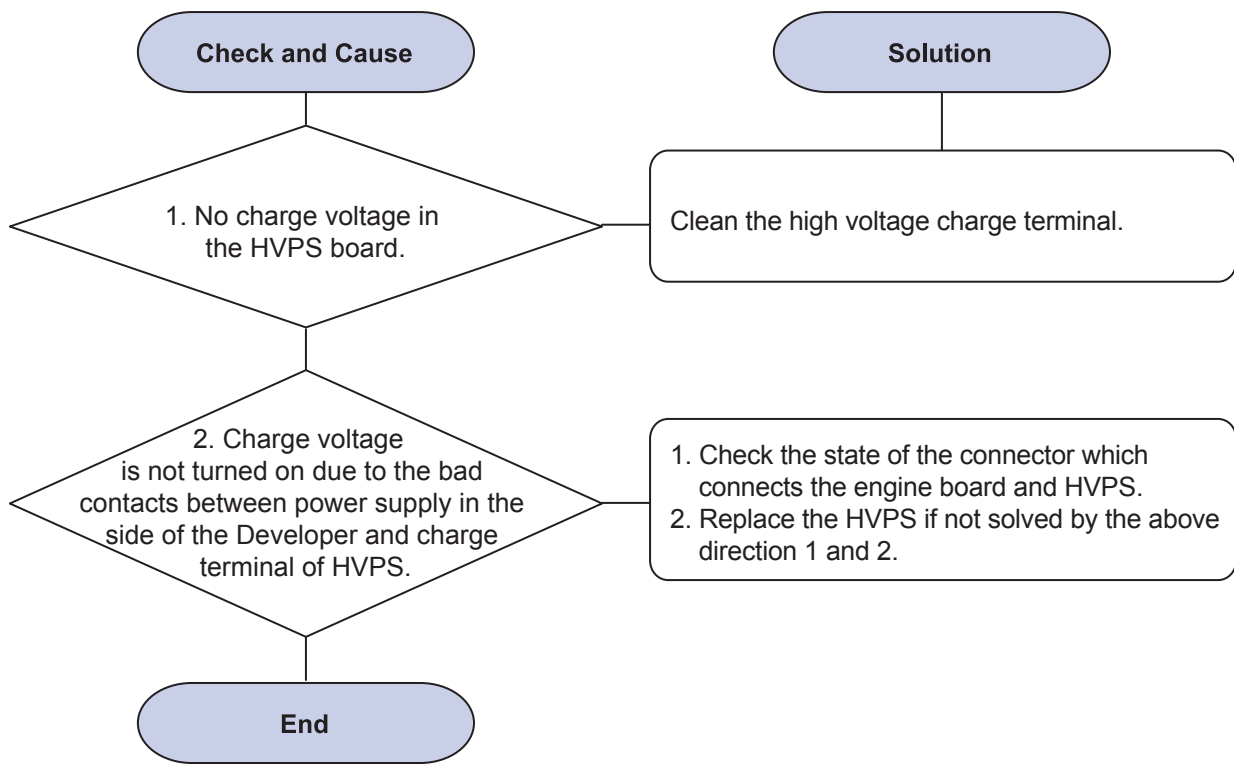 Check and Cause
Solution
1. No charge voltage in
the HVPS board.
Clean the high voltage charge terminal.
2. Charge voltage
is not turned on due to the bad
contacts between power supply in the
side of the Developer and charge
terminal of HVPS.
1. Check the state of the connector which
connects the engine board and HVPS.
2. Replace the HVPS if not solved by the above
direction 1 and 2.
End